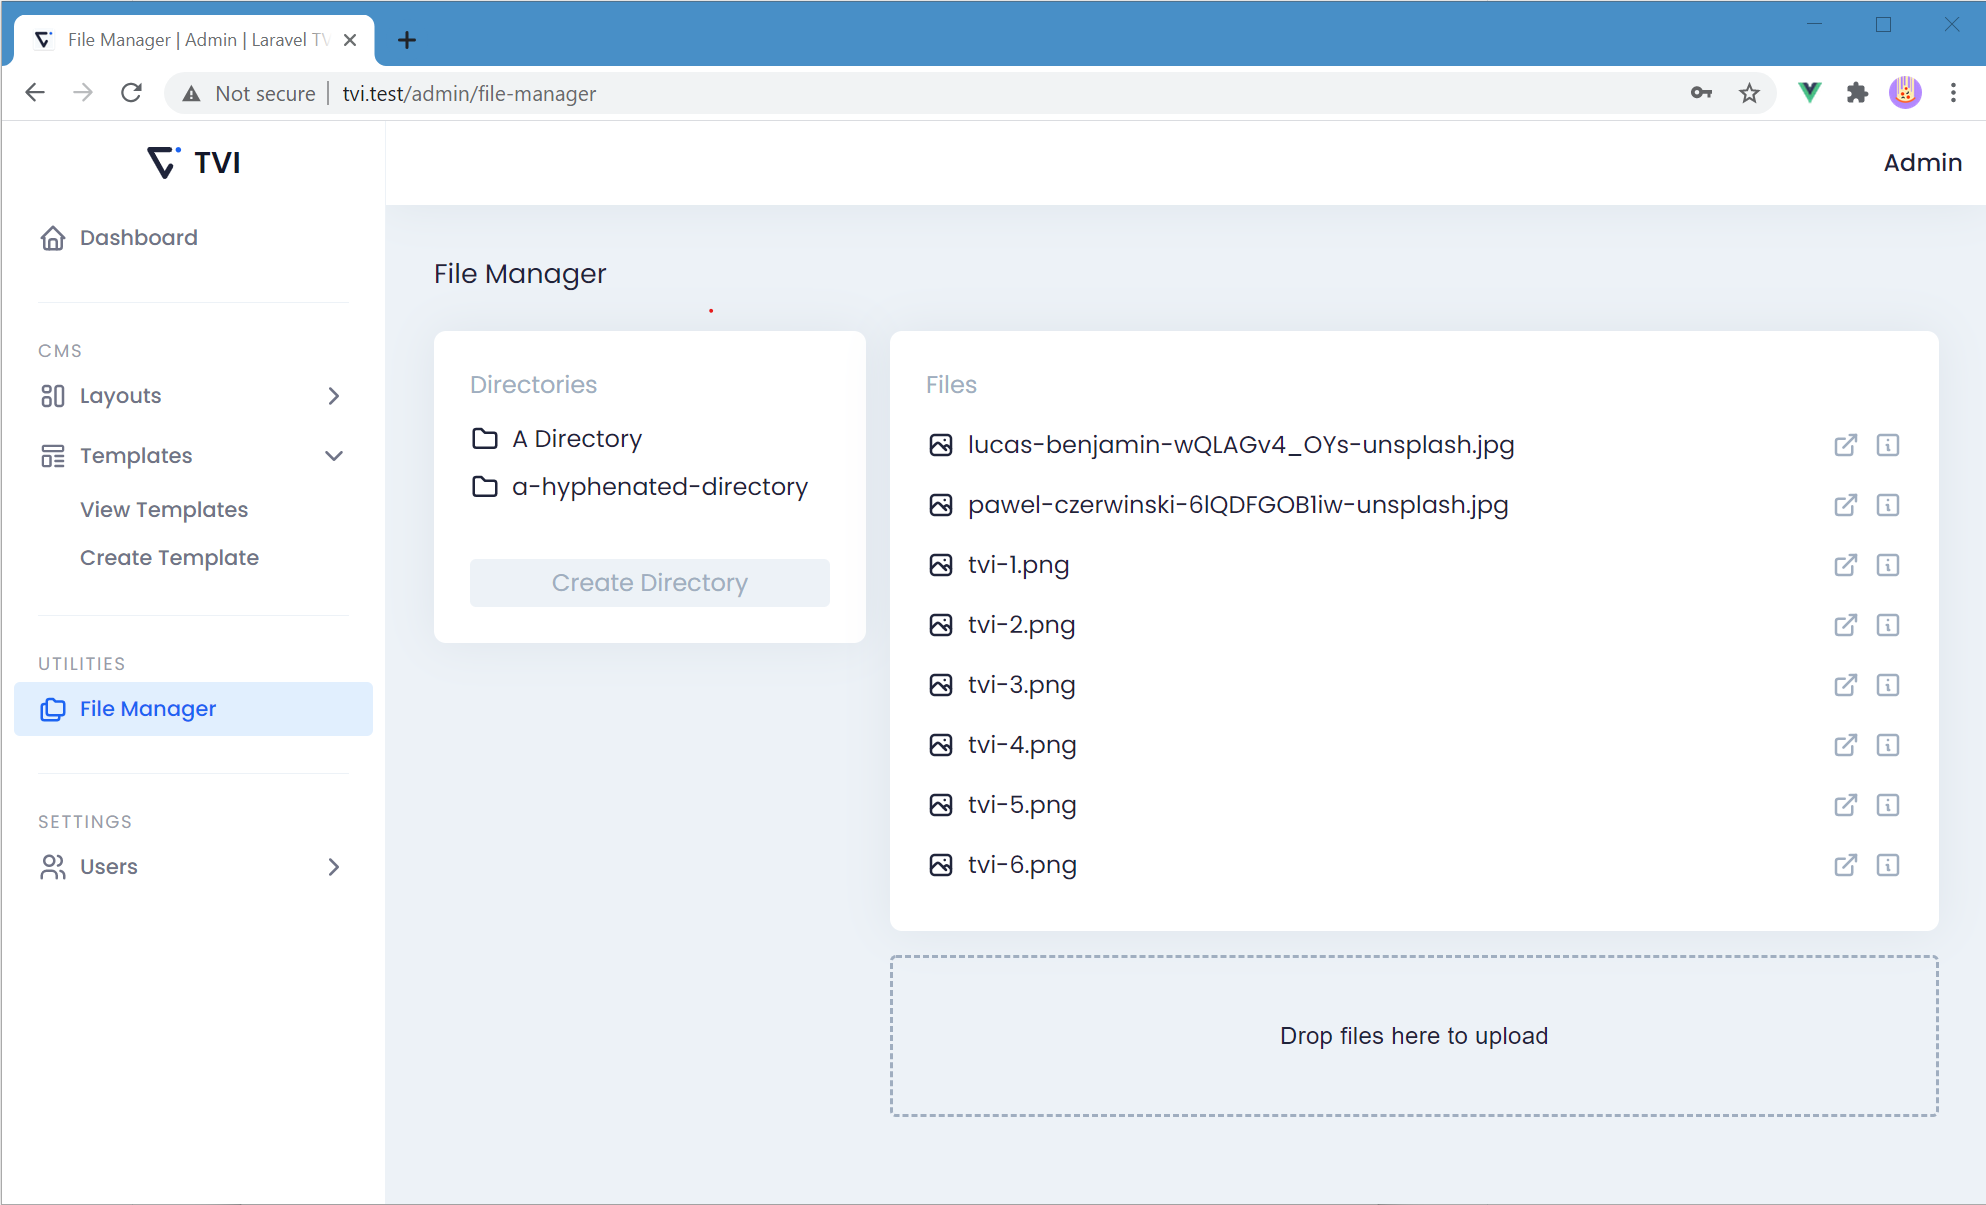 File Manager | Admin | Laravel TV
Not secure | tvi.test/admin/file-manager
TVI
Admin
Dashboard
File Manager
CMS
Layouts
Templates
View Templates
Create Template
UTILITIES
File Manager
SETTINGS
Users
Directories
A Directory
a-hyphenated-directory
Create Directory
Files
lucas-benjamin-wQLAGv4_OYs-unsplash.jpg
pawel-czerwinski-6lQDFGOB1iw-unsplash.jpg
tvi-1.png
tvi-2.png
tvi-3.png
tvi-4.png
tvi-5.png
tvi-6.png
Drop files here to upload